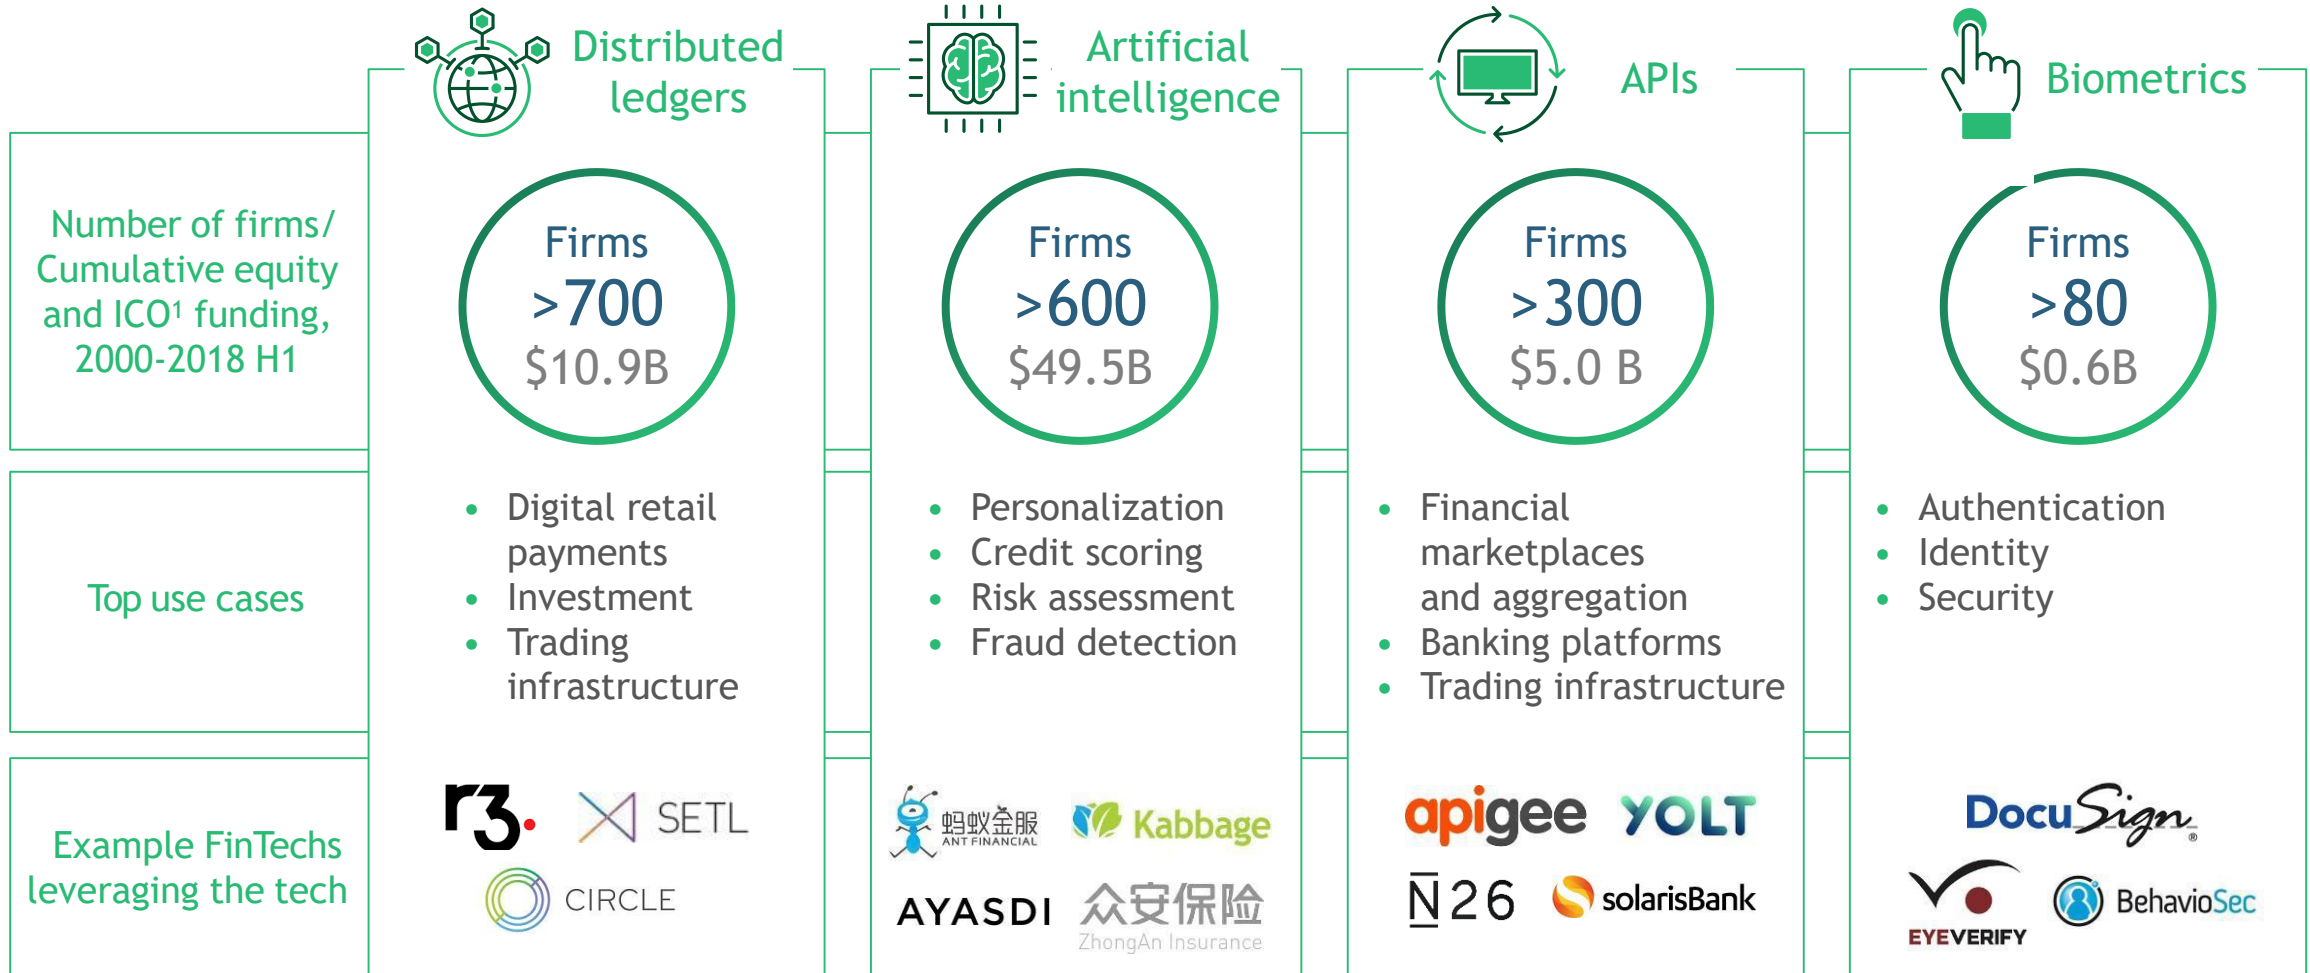 Distributed
ledgers
Artificial
intelligence
APIs
Biometrics
Number of firms/
Cumulative equity
and ICO¹ funding,
2000-2018 H1
Firms
>700
$10.9B
Firms
>600
$49.5B
Firms
>300
$5.0 B
Firms
>80
$0.6B
Top use cases
• Digital retail
payments
• Investment
• Trading
infrastructure
• Personalization
• Credit scoring
• Risk assessment
• Fraud detection
• Financial
marketplaces
and aggregation
• Banking platforms
• Trading infrastructure
• Authentication
• Identity
• Security
Example FinTechs
leveraging the tech
r3.
SETL
CIRCLE
蚂蚁金服
ANT FINANCIAL
Kabbage
AYASDI
众安保险
ZhongAn Insurance
apigee
YOLT
N26
solarisBank
DocuSign®
EYEVERIFY
BehavioSec